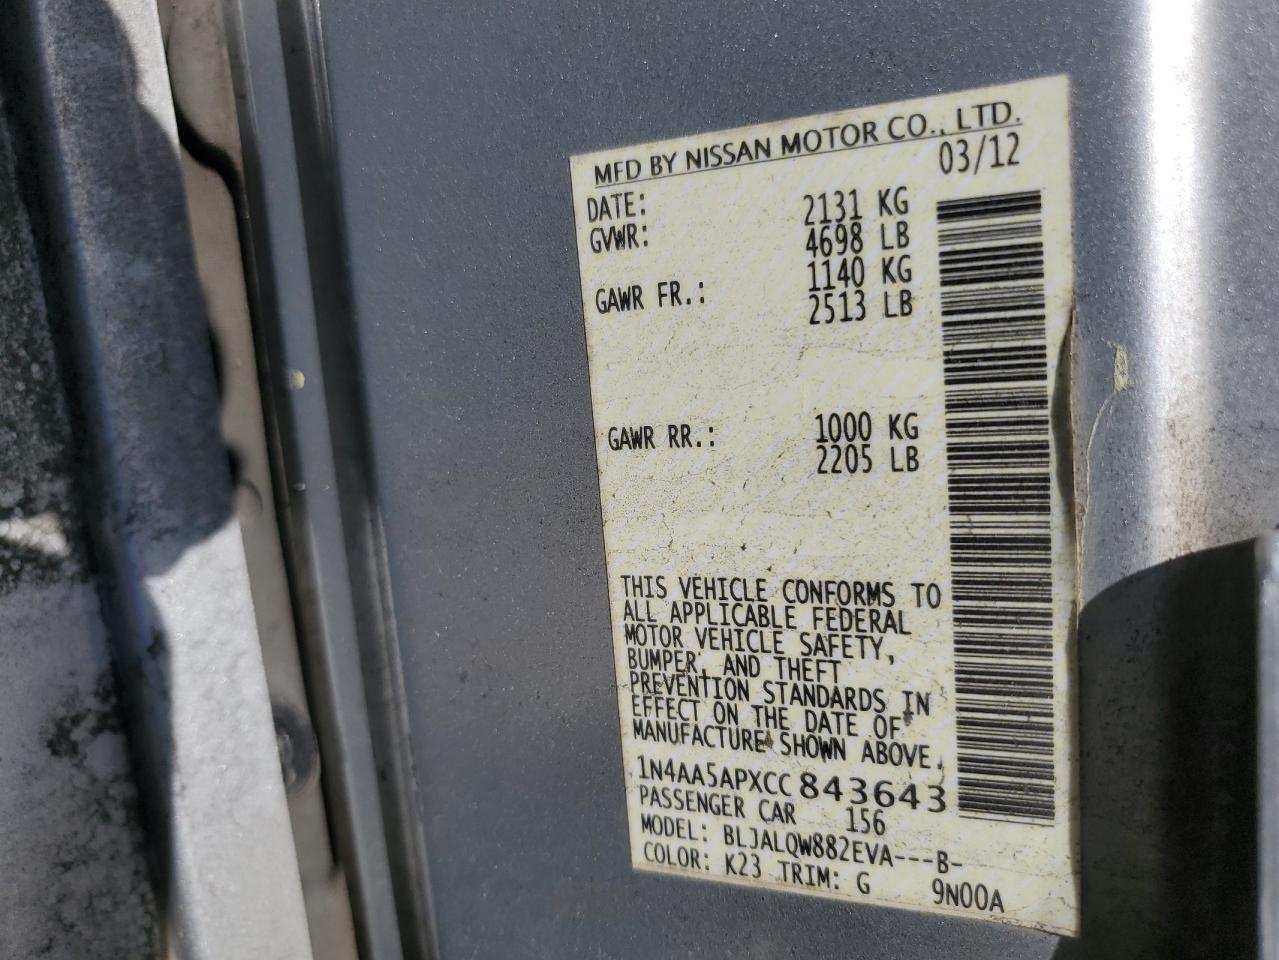 MFD BY NISSAN MOTOR CO., LTD.
DATE: 03/12
GVWR: 2131 KG
4698 LB
GAWR FR.: 1140 KG
2513 LB
GAWR RR.: 1000 KG
2205 LB
THIS VEHICLE CONFORMS TO
ALL APPLICABLE FEDERAL
MOTOR VEHICLE SAFETY,
BUMPER, AND THEFT
PREVENTION STANDARDS IN
EFFECT ON THE DATE OF
MANUFACTURE SHOWN ABOVE.
1N4AA5APXCC843643
PASSENGER CAR 156
MODEL: BLJALQW882EVA---B-
COLOR: K23 TRIM: G 9N00A